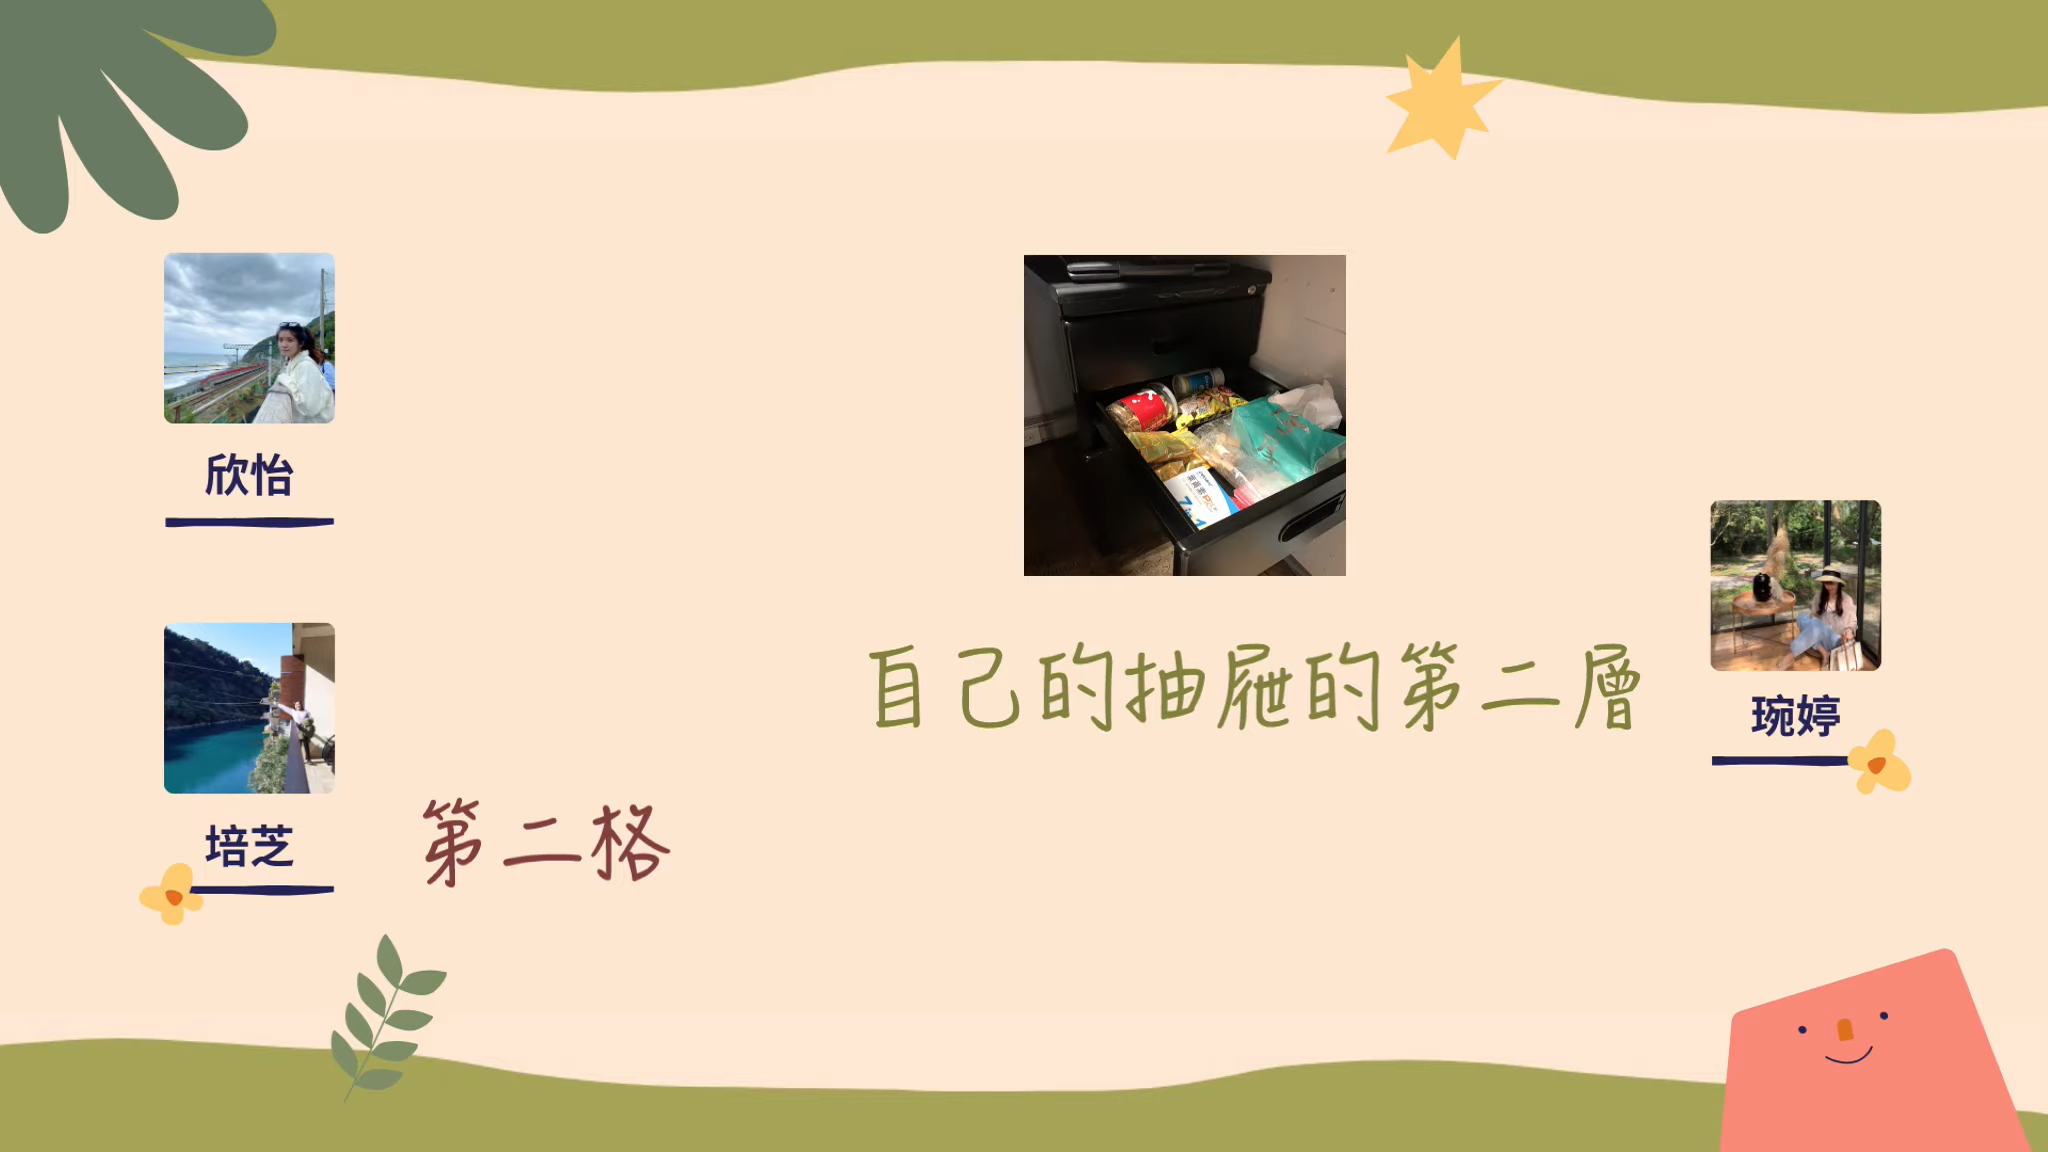 欣怡
培芝
第二格
自己的抽屜的第二層
琬婷